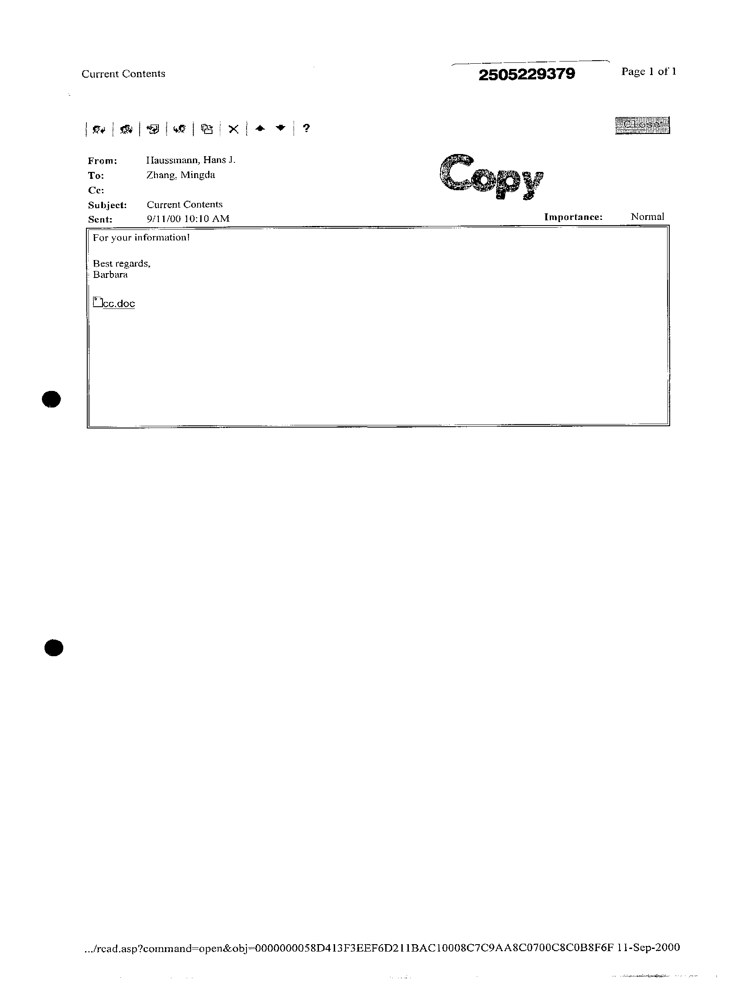 Current Contents
2505229379
Page 1 of 1
?
Close
From: Haussmann, Hans J.
To: Zhang, Mingda
Cc:
Subject: Current Contents
Sent: 9/11/00 10:10 AM
Importance: Normal
Copy
For your information!
Best regards,
Barbara
cc.doc
.../read.asp?command=open&obj=0000000058D413F3EEF6D211BAC10008C7C9AA8C0700C8C0B8F6F 11-Sep-2000